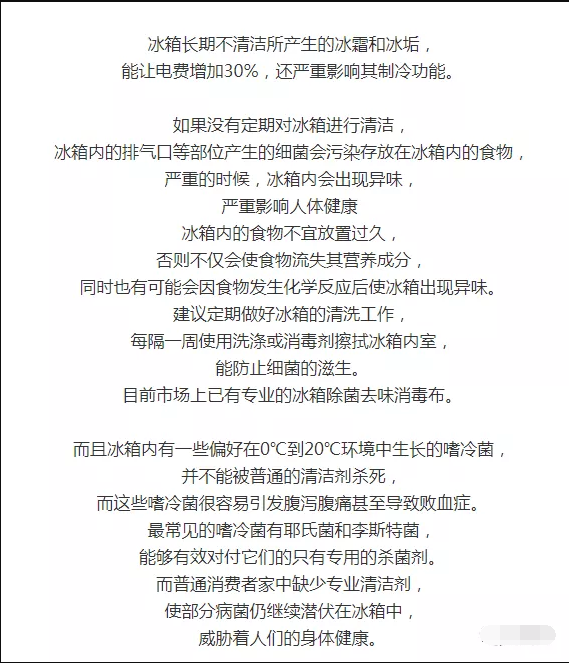 冰箱长期不清洁所产生的冰霜和冰垢，
能让电费增加30%，还严重影响其制冷功能。
如果没有定期对冰箱进行清洁，
冰箱内的排气口等部位产生的细菌会污染存放在冰箱内的食物，
严重的时候，冰箱内会出现异味，
严重影响人体健康
冰箱内的食物不宜放置过久，
否则不仅会使食物流失其营养成分，
同时也有可能会因食物发生化学反应后使冰箱出现异味。
建议定期做好冰箱的清洗工作，
每隔一周使用洗涤或消毒剂擦拭冰箱内室，
能防止细菌的滋生。
目前市场上已有专业的冰箱除菌去味消毒布。
而且冰箱内有一些偏好在0℃到20℃环境中生长的嗜冷菌，
并不能被普通的清洁剂杀死，
而这些嗜冷菌很容易引发腹泻腹痛甚至导致败血症。
最常见的嗜冷菌有耶氏菌和李斯特菌，
能够有效对付它们的只有专用的杀菌剂。
而普通消费者家中缺少专业清洁剂，
使部分病菌仍继续潜伏在冰箱中，
威胁着人们的身体健康。